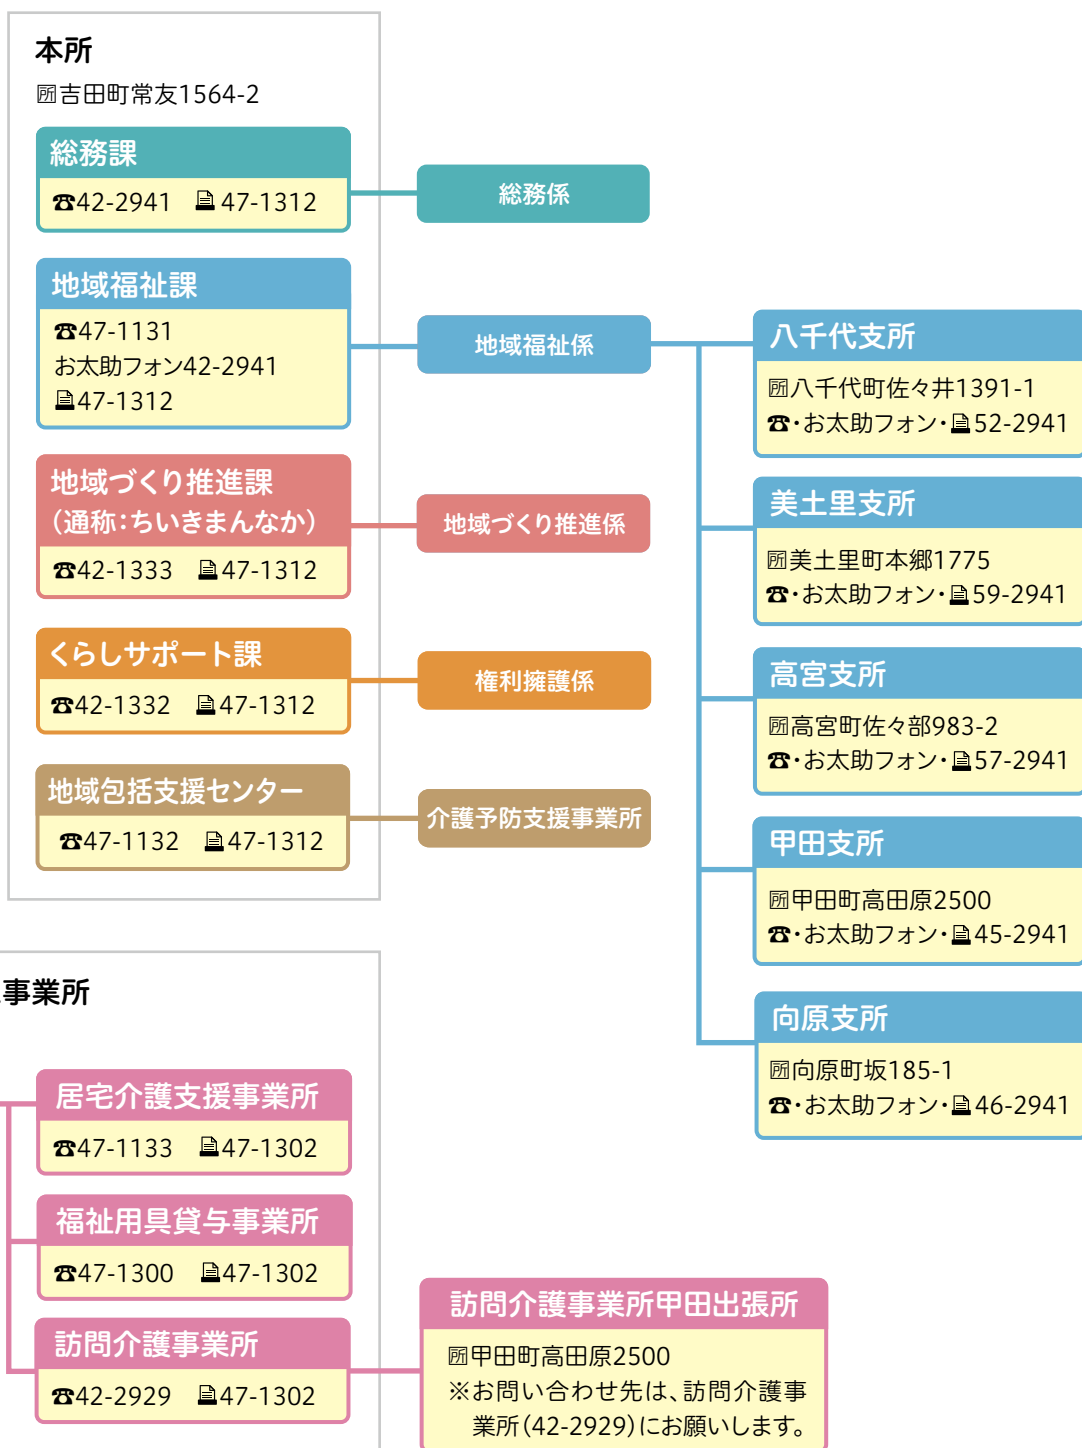 本所
所吉田町常友1564-2
総務課
☎42-2941 47-1312
総務係
地域福祉課
☎47-1131
お太助フォン42-2941
47-1312
地域福祉係
地域づくり推進課
（通称：ちいきまんなか）
☎42-1333 47-1312
地域づくり推進係
くらしサポート課
☎42-1332 47-1312
権利擁護係
地域包括支援センター
☎47-1132 47-1312
介護予防支援事業所
八千代支所
所八千代町佐々井1391-1
☎・お太助フォン・52-2941
美土里支所
所美土里町本郷1775
☎・お太助フォン・59-2941
高宮支所
所高宮町佐々部983-2
☎・お太助フォン・57-2941
甲田支所
所甲田町高田原2500
☎・お太助フォン・45-2941
向原支所
所向原町坂185-1
☎・お太助フォン・46-2941
事業所
居宅介護支援事業所
☎47-1133 47-1302
福祉用具貸与事業所
☎47-1300 47-1302
訪問介護事業所
☎42-2929 47-1302
訪問介護事業所甲田出張所
所甲田町高田原2500
※お問い合わせ先は、訪問介護事
業所（42-2929）にお願いします。